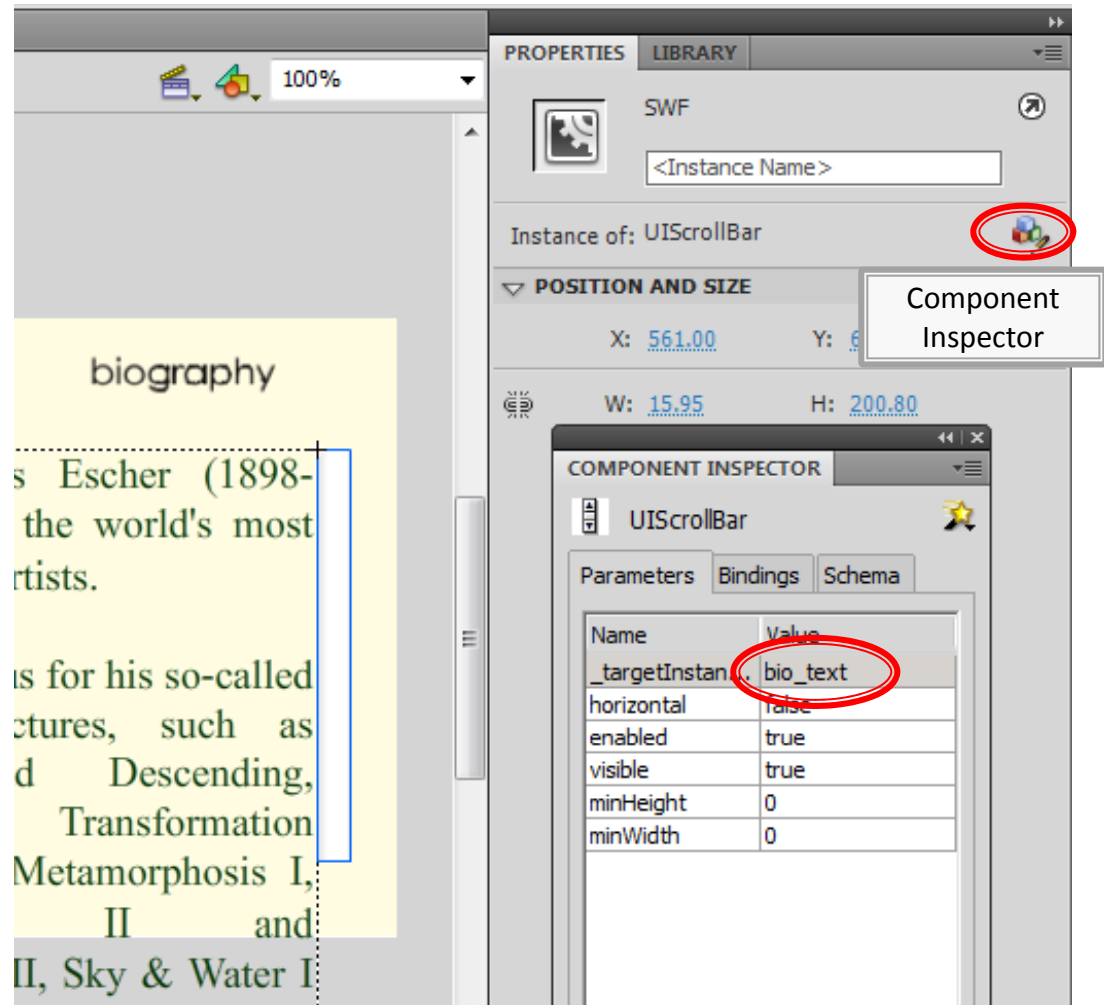 100%
PROPERTIES LIBRARY
SWF
<Instance Name>
Instance of: UIScrollBar
POSITION AND SIZE
Component
Inspector
X: 561.00 Y: 6
W: 15.95 H: 200.80
biography
s Escher (1898-
the world's most
rtists.
us for his so-called
ctures, such as
d Descending,
Transformation
Metamorphosis I,
II and
II, Sky & Water I
COMPONENT INSPECTOR
UIScrollBar
Parameters Bindings Schema
Name Value
_targetInstan... bio_text
horizontal false
enabled true
visible true
minHeight 0
minWidth 0